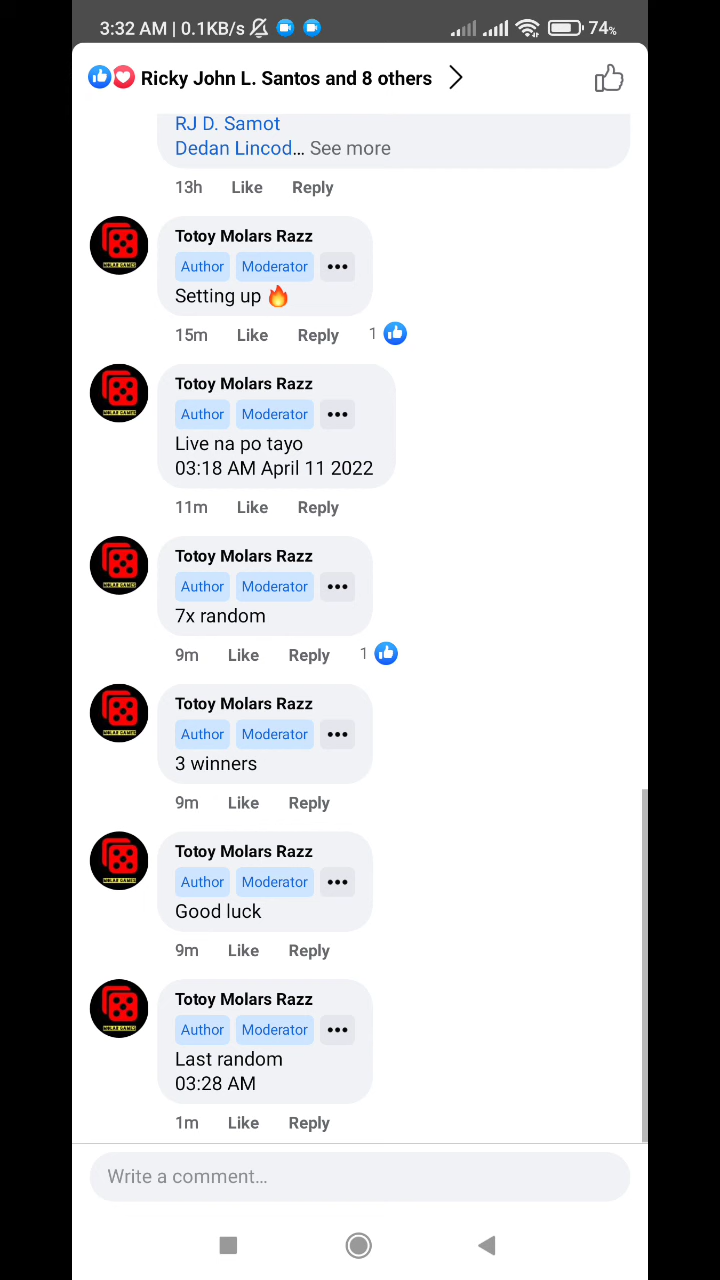 3:32 AM | 0.1KB/s
74%
Ricky John L. Santos and 8 others
RJ D. Samot
Dedan Lincod... See more
13h Like Reply
Totoy Molars Razz
Author Moderator
Setting up 🔥
15m Like Reply 1
Totoy Molars Razz
Author Moderator
Live na po tayo
03:18 AM April 11 2022
11m Like Reply
Totoy Molars Razz
Author Moderator
7x random
9m Like Reply 1
Totoy Molars Razz
Author Moderator
3 winners
9m Like Reply
Totoy Molars Razz
Author Moderator
Good luck
9m Like Reply
Totoy Molars Razz
Author Moderator
Last random
03:28 AM
1m Like Reply
Write a comment...